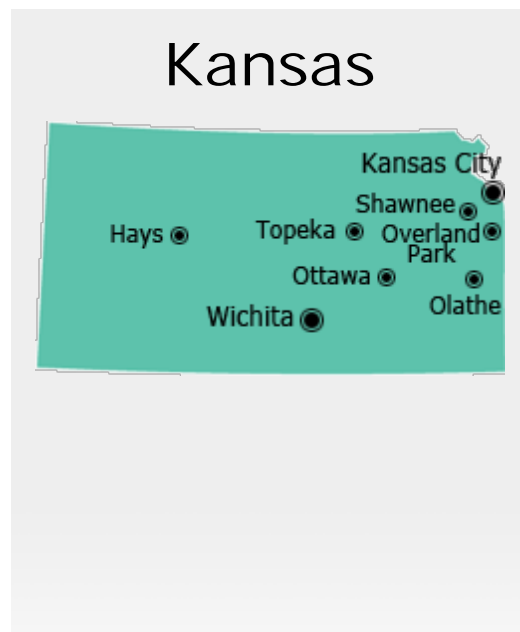 Kansas
Kansas City
Shawnee
Hays
Topeka
Overland
Park
Ottawa
Olathe
Wichita